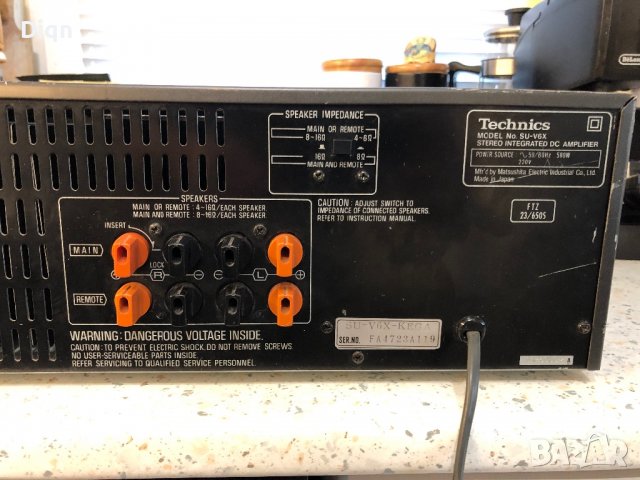 Diqn
DeLon
SPEAKER IMPEDANCE
MAIN OR REMOTE
8-16Ω 4-8Ω
16Ω 8Ω
MAIN AND REMOTE
Technics
MODEL No. SU-V6X
STEREO INTEGRATED DC AMPLIFIER
POWER SOURCE ∿ 50/60Hz 590W
220V
Mfr'd by Matsushita Electric Industrial Co., Ltd.
Made in Japan
FTZ
23/6505
CAUTION: ADJUST SWITCH TO
IMPEDANCE OF CONNECTED SPEAKERS.
REFER TO INSTRUCTION MANUAL.
SPEAKERS
MAIN OR REMOTE: 4-16Ω/EACH SPEAKER
MAIN AND REMOTE: 8-16Ω/EACH SPEAKER
INSERT
LOCK
MAIN
⊕ R ⊖ ⊖ L ⊕
REMOTE
WARNING: DANGEROUS VOLTAGE INSIDE.
CAUTION: TO PREVENT ELECTRIC SHOCK, DO NOT REMOVE SCREWS.
NO USER-SERVICEABLE PARTS INSIDE.
REFER SERVICING TO QUALIFIED SERVICE PERSONNEL.
SU-V6X-KEGA
SER.NO. FA4723A119
A
BAZAR